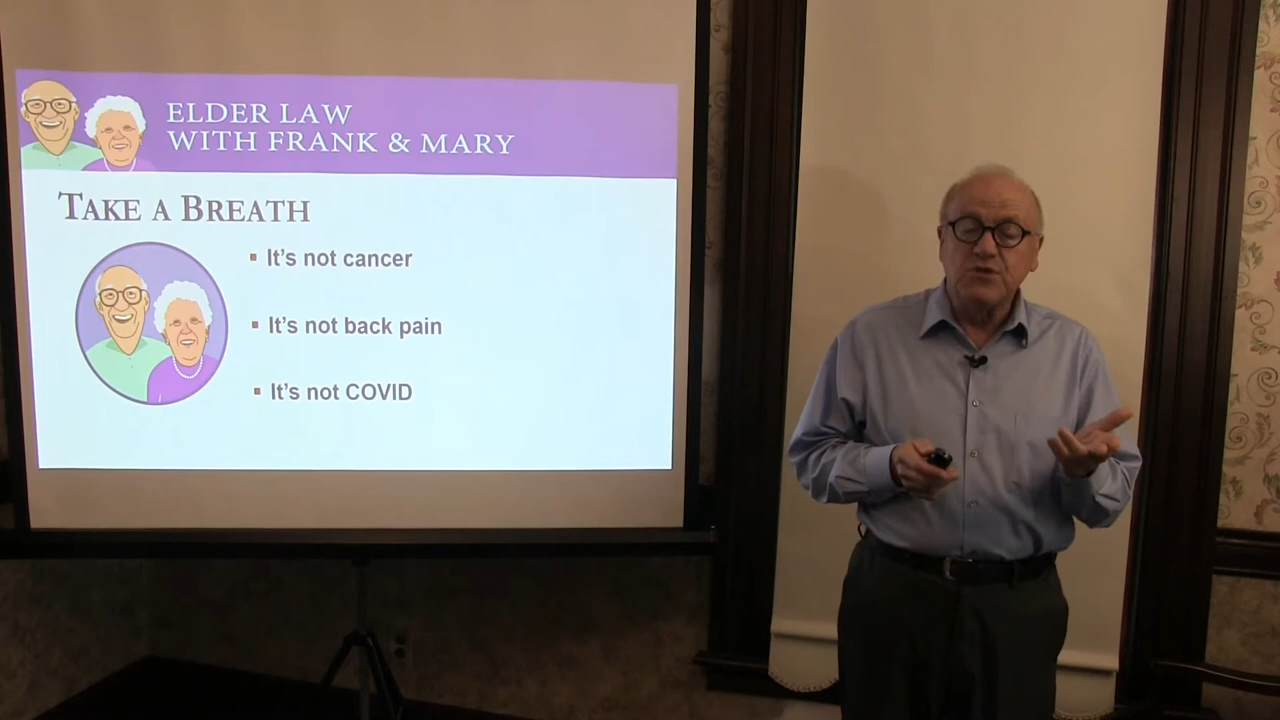 ELDER LAW
WITH FRANK & MARY
TAKE A BREATH
▪ It's not cancer
▪ It's not back pain
▪ It's not COVID